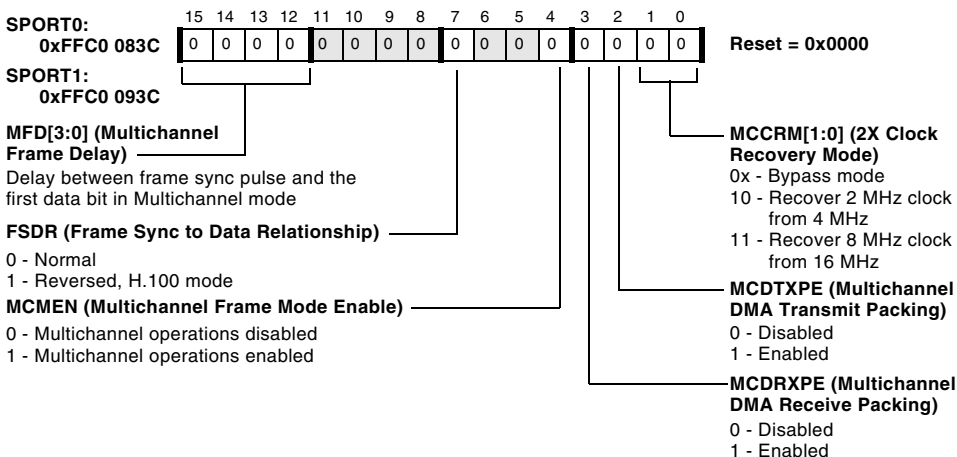 15 14 13 12 11 10 9 8 7 6 5 4 3 2 1 0
SPORT0:
0xFFC0 083C
0 0 0 0 0 0 0 0 0 0 0 0 0 0 0 0
Reset = 0x0000
SPORT1:
0xFFC0 093C
MFD[3:0] (Multichannel
Frame Delay)
Delay between frame sync pulse and the
first data bit in Multichannel mode
FSDR (Frame Sync to Data Relationship)
0 - Normal
1 - Reversed, H.100 mode
MCMEN (Multichannel Frame Mode Enable)
0 - Multichannel operations disabled
1 - Multichannel operations enabled
MCCRM[1:0] (2X Clock
Recovery Mode)
0x - Bypass mode
10 - Recover 2 MHz clock
from 4 MHz
11 - Recover 8 MHz clock
from 16 MHz
MCDTXPE (Multichannel
DMA Transmit Packing)
0 - Disabled
1 - Enabled
MCDRXPE (Multichannel
DMA Receive Packing)
0 - Disabled
1 - Enabled